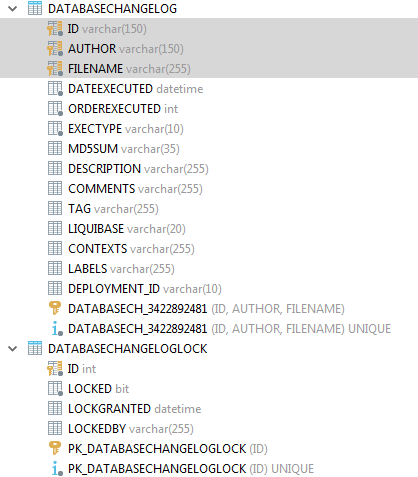 DATABASECHANGELOG
ID varchar(150)
AUTHOR varchar(150)
FILENAME varchar(255)
DATEEXECUTED datetime
ORDEREXECUTED int
EXECTYPE varchar(10)
MD5SUM varchar(35)
DESCRIPTION varchar(255)
COMMENTS varchar(255)
TAG varchar(255)
LIQUIBASE varchar(20)
CONTEXTS varchar(255)
LABELS varchar(255)
DEPLOYMENT_ID varchar(10)
DATABASECH_3422892481 (ID, AUTHOR, FILENAME)
DATABASECH_3422892481 (ID, AUTHOR, FILENAME) UNIQUE
DATABASECHANGELOGLOCK
ID int
LOCKED bit
LOCKGRANTED datetime
LOCKEDBY varchar(255)
PK_DATABASECHANGELOGLOCK (ID)
PK_DATABASECHANGELOGLOCK (ID) UNIQUE